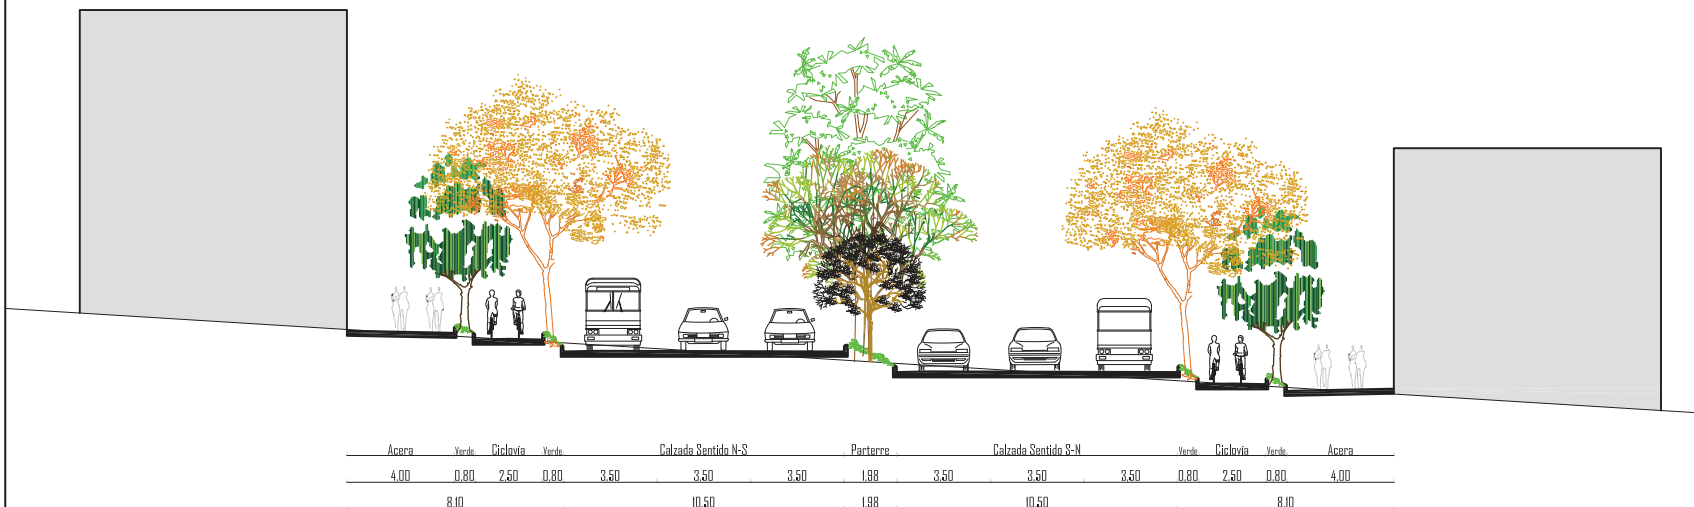 Acera Verde Ciclovía Verde Calzada Sentido N-S Parterre Calzada Sentido S-N Verde Ciclovía Verde Acera
4,00 0,80 2,50 0,80 3,50 3,50 3,50 1,98 3,50 3,50 3,50 0,80 2,50 0,80 4,00
8,10 10,50 1,98 10,50 8,10